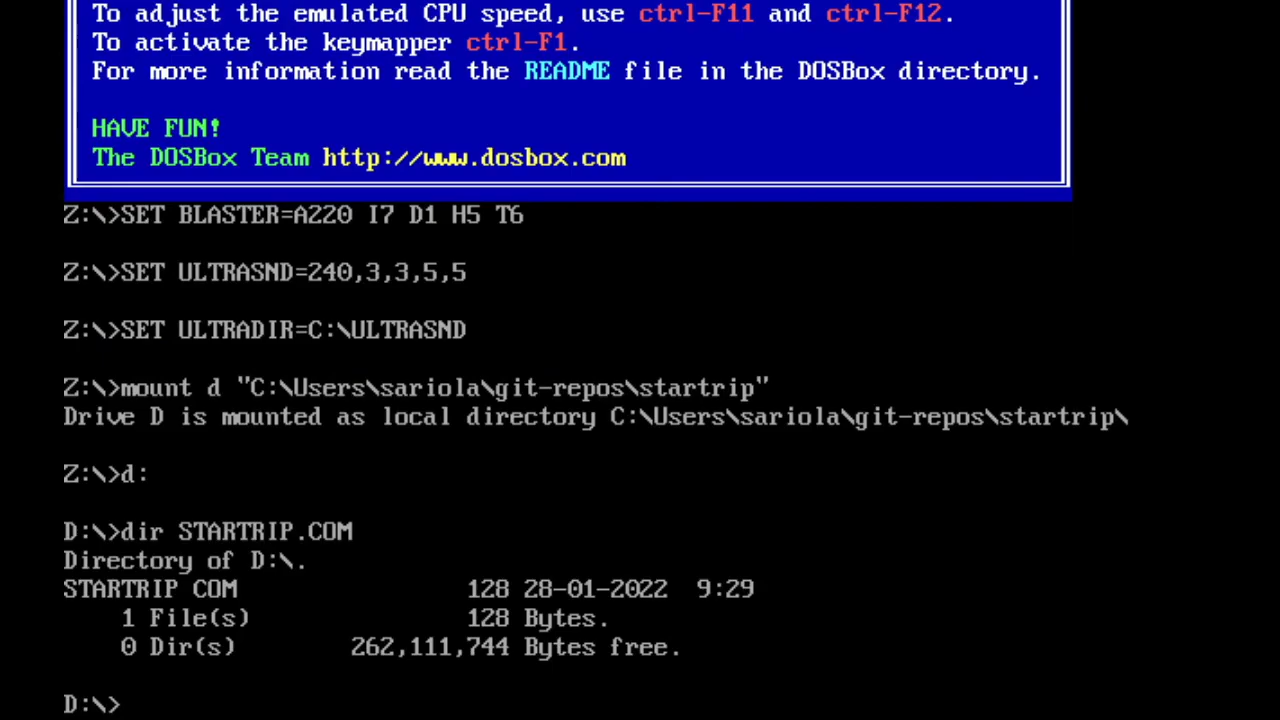 To adjust the emulated CPU speed, use ctrl-F11 and ctrl-F12.
To activate the keymapper ctrl-F1.
For more information read the README file in the DOSBox directory.
HAVE FUN!
The DOSBox Team http://www.dosbox.com
Z:\>SET BLASTER=A220 I7 D1 H5 T6
Z:\>SET ULTRASND=240,3,3,5,5
Z:\>SET ULTRADIR=C:\ULTRASND
Z:\>mount d "C:\Users\sariola\git-repos\startrip"
Drive D is mounted as local directory C:\Users\sariola\git-repos\startrip\
Z:\>d:
D:\>dir STARTRIP.COM
Directory of D:\.
STARTRIP COM 128 28-01-2022 9:29
1 File(s) 128 Bytes.
0 Dir(s) 262,111,744 Bytes free.
D:\>